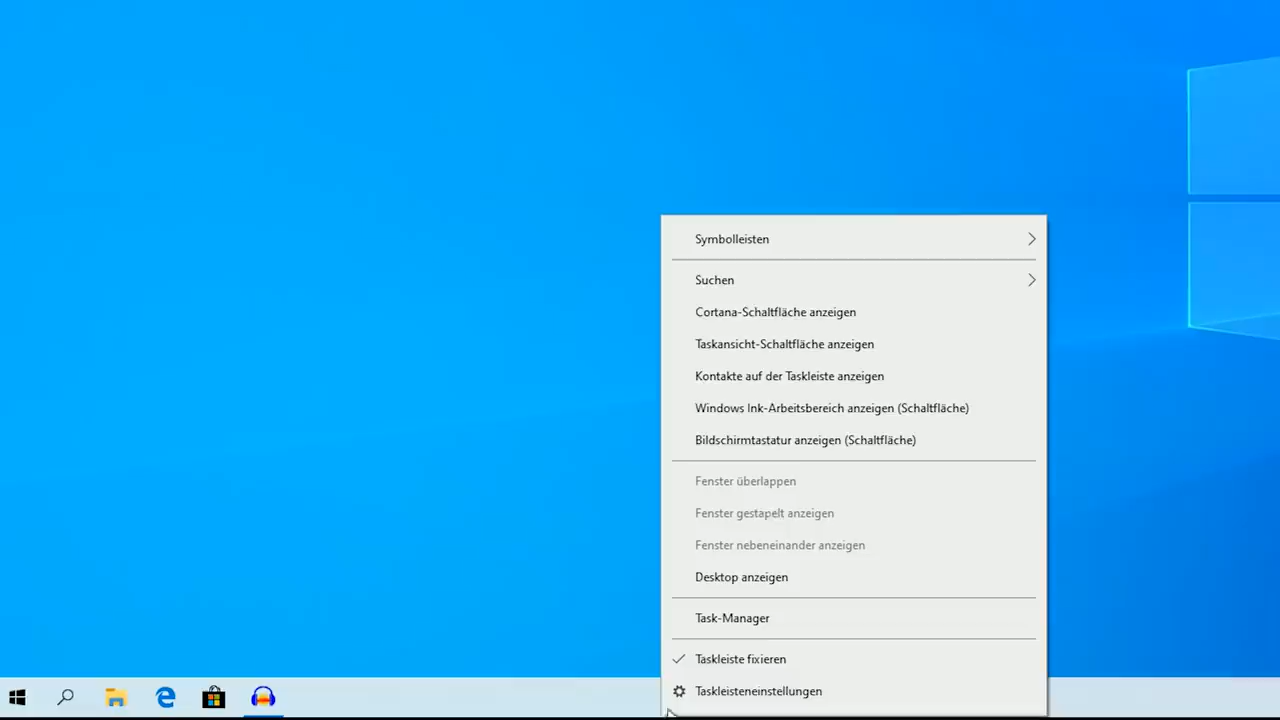 Symbolleisten
Suchen
Cortana-Schaltfläche anzeigen
Taskansicht-Schaltfläche anzeigen
Kontakte auf der Taskleiste anzeigen
Windows Ink-Arbeitsbereich anzeigen (Schaltfläche)
Bildschirmtastatur anzeigen (Schaltfläche)
Fenster überlappen
Fenster gestapelt anzeigen
Fenster nebeneinander anzeigen
Desktop anzeigen
Task-Manager
Taskleiste fixieren
Taskleisteneinstellungen